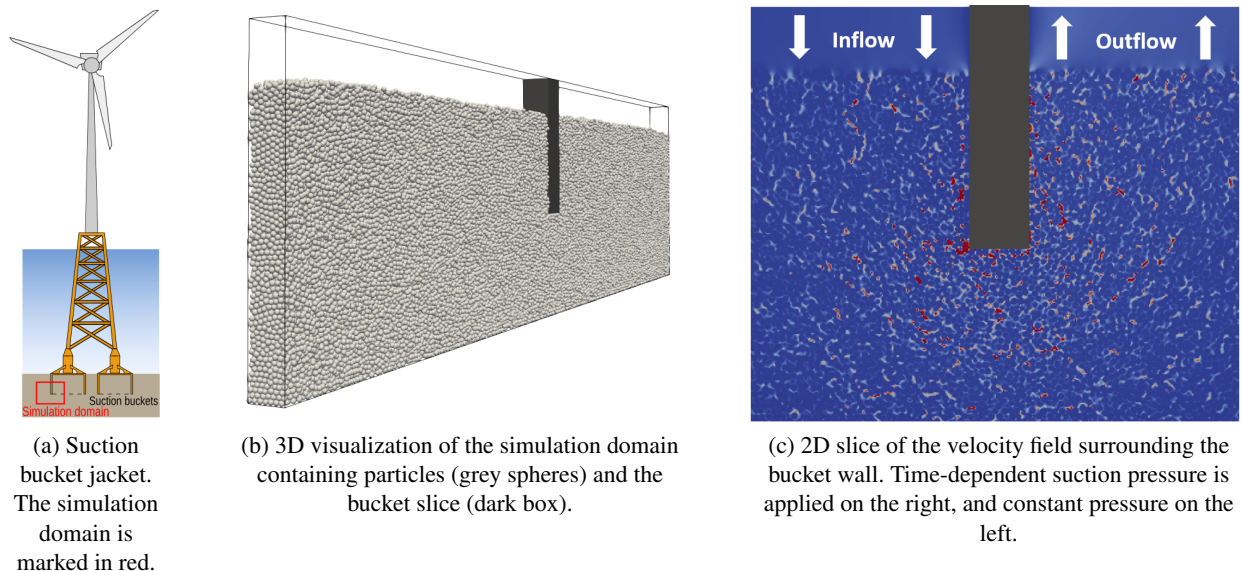 Suction buckets
Simulation domain
Inflow
Outflow
(a) Suction
bucket jacket.
The simulation
domain is
marked in red.
(b) 3D visualization of the simulation domain
containing particles (grey spheres) and the
bucket slice (dark box).
(c) 2D slice of the velocity field surrounding the
bucket wall. Time-dependent suction pressure is
applied on the right, and constant pressure on the
left.